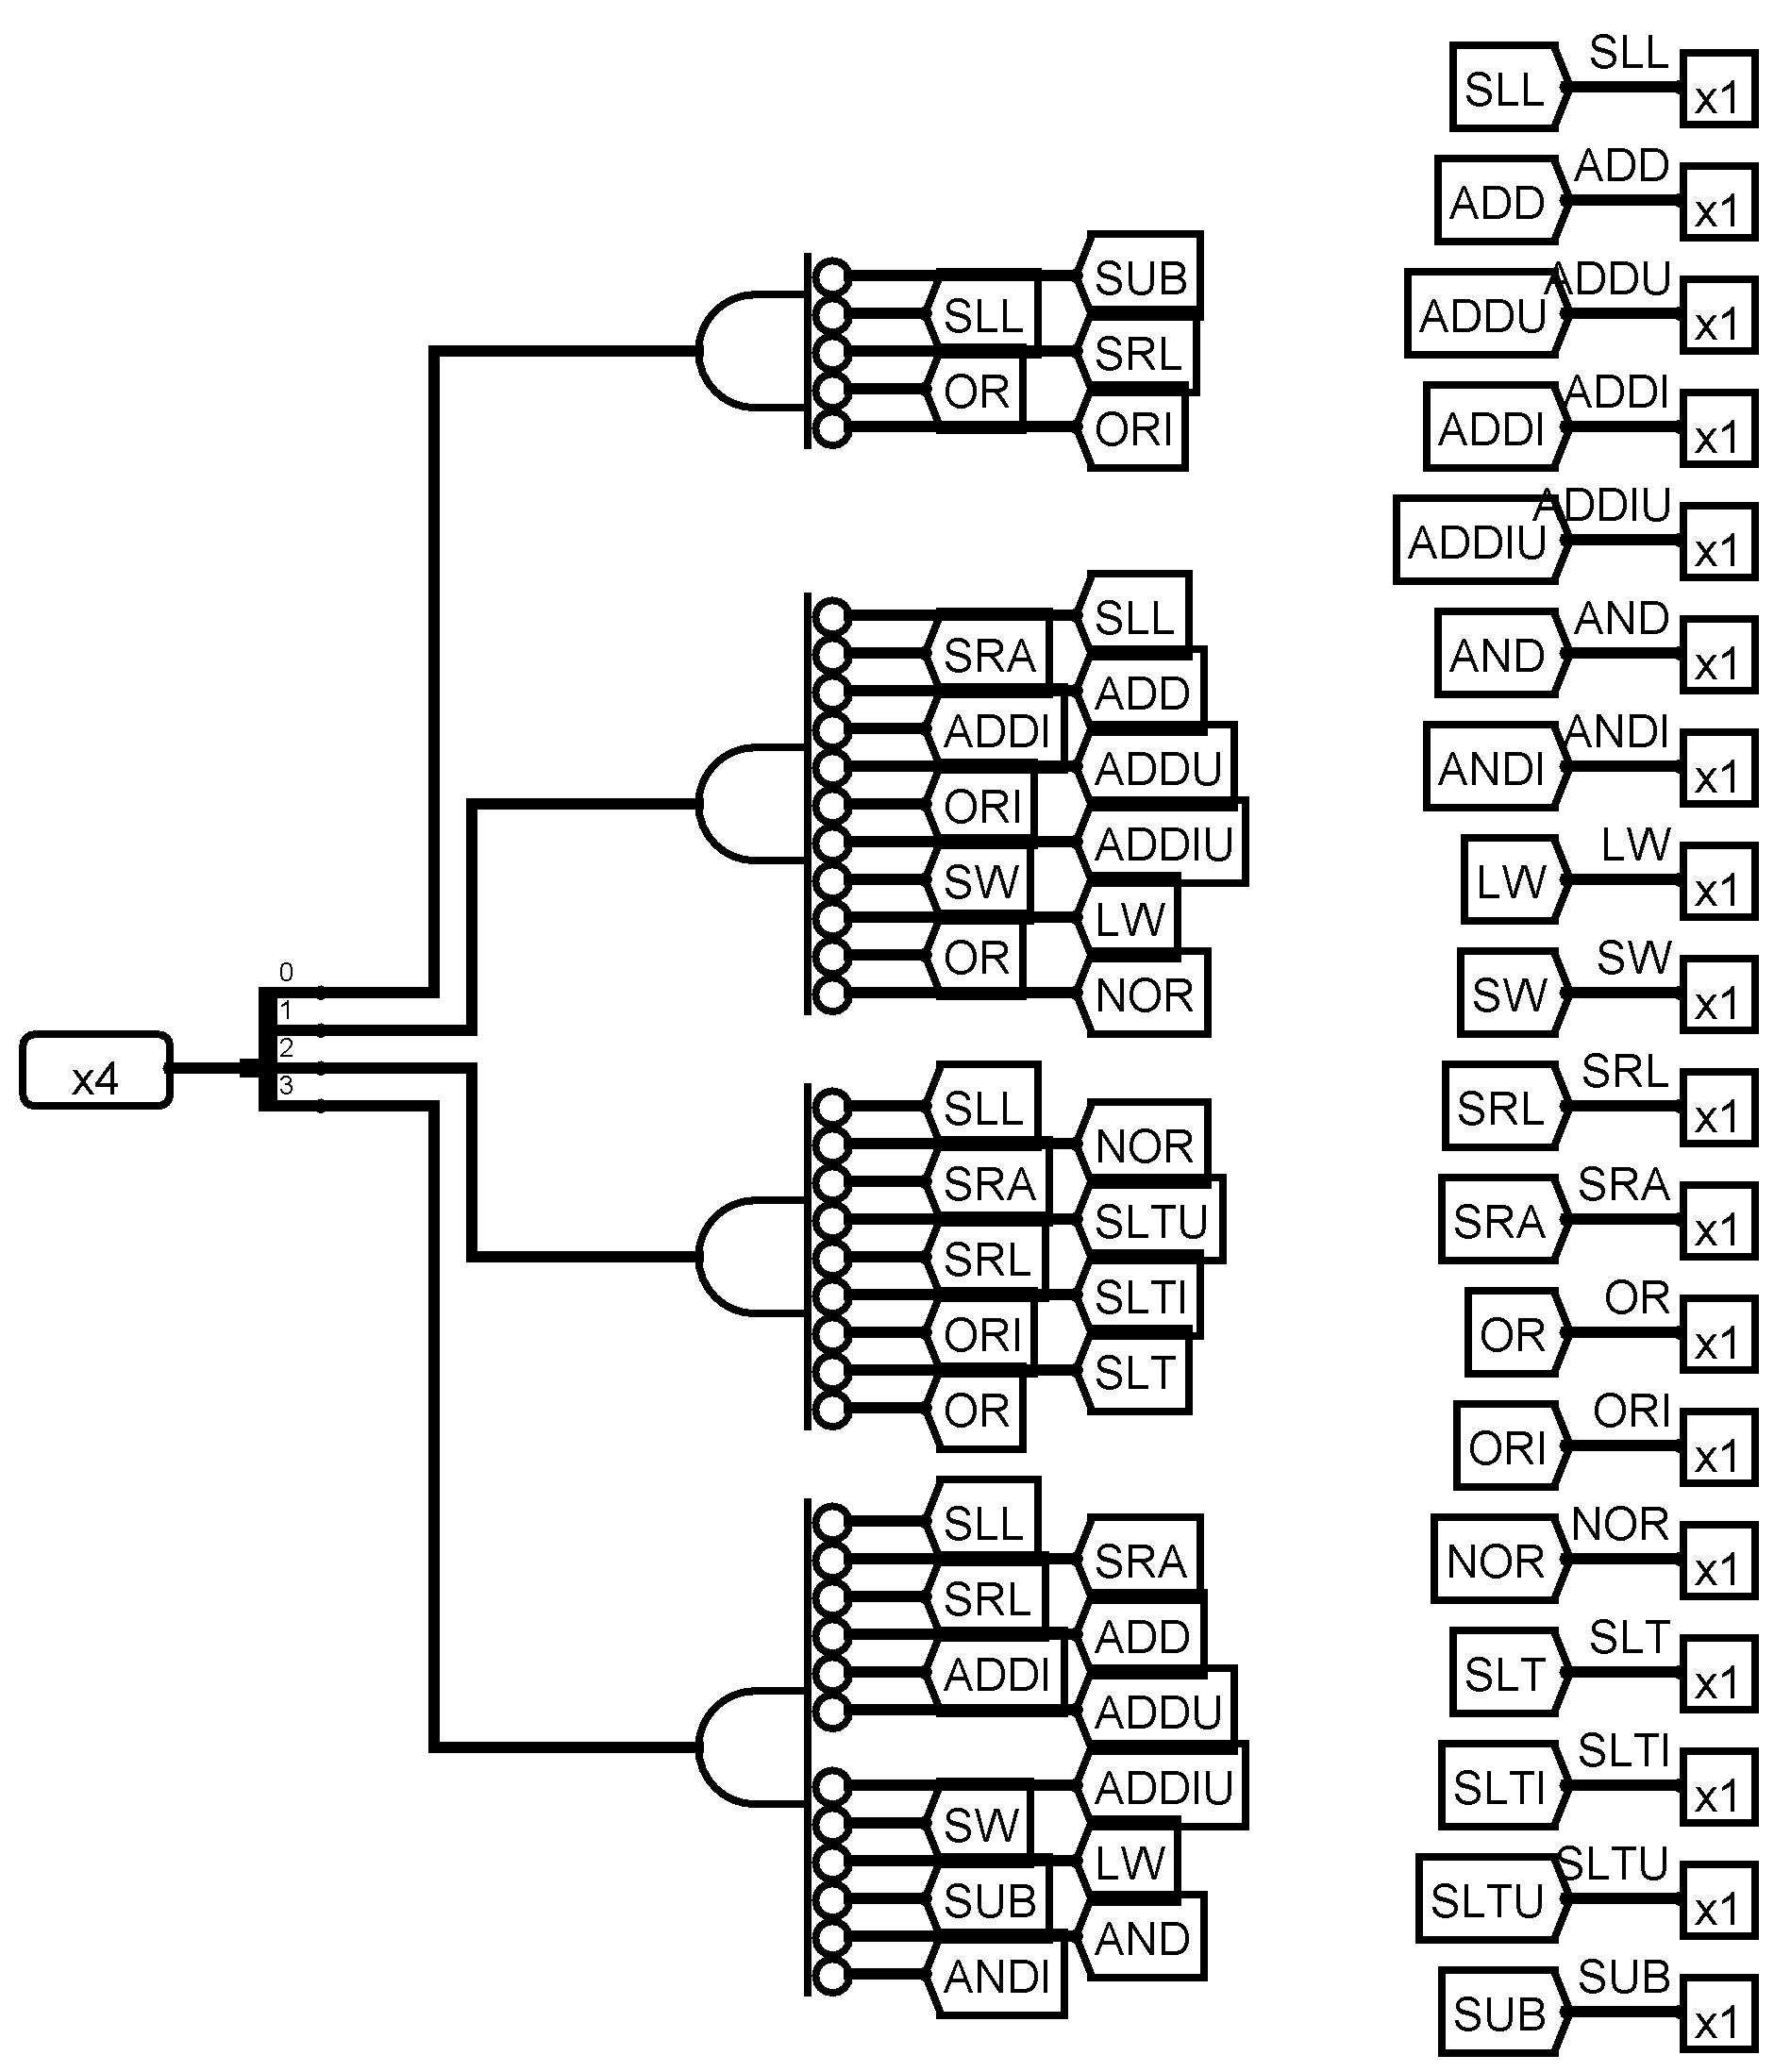 x4
0
1
2
3
SUB
SLL
SRL
OR
ORI
SLL
SRA
ADD
ADDI
ADDU
ORI
ADDIU
SW
LW
OR
NOR
SLL
NOR
SRA
SLTU
SRL
SLTI
ORI
SLT
OR
SLL
SRA
SRL
ADD
ADDI
ADDU
ADDIU
SW
LW
SUB
AND
ANDI
SLL SLL x1
ADD ADD x1
ADDU ADDU x1
ADDI ADDI x1
ADDIU ADDIU x1
AND AND x1
ANDI ANDI x1
LW LW x1
SW SW x1
SRL SRL x1
SRA SRA x1
OR OR x1
ORI ORI x1
NOR NOR x1
SLT SLT x1
SLTI SLTI x1
SLTU SLTU x1
SUB SUB x1